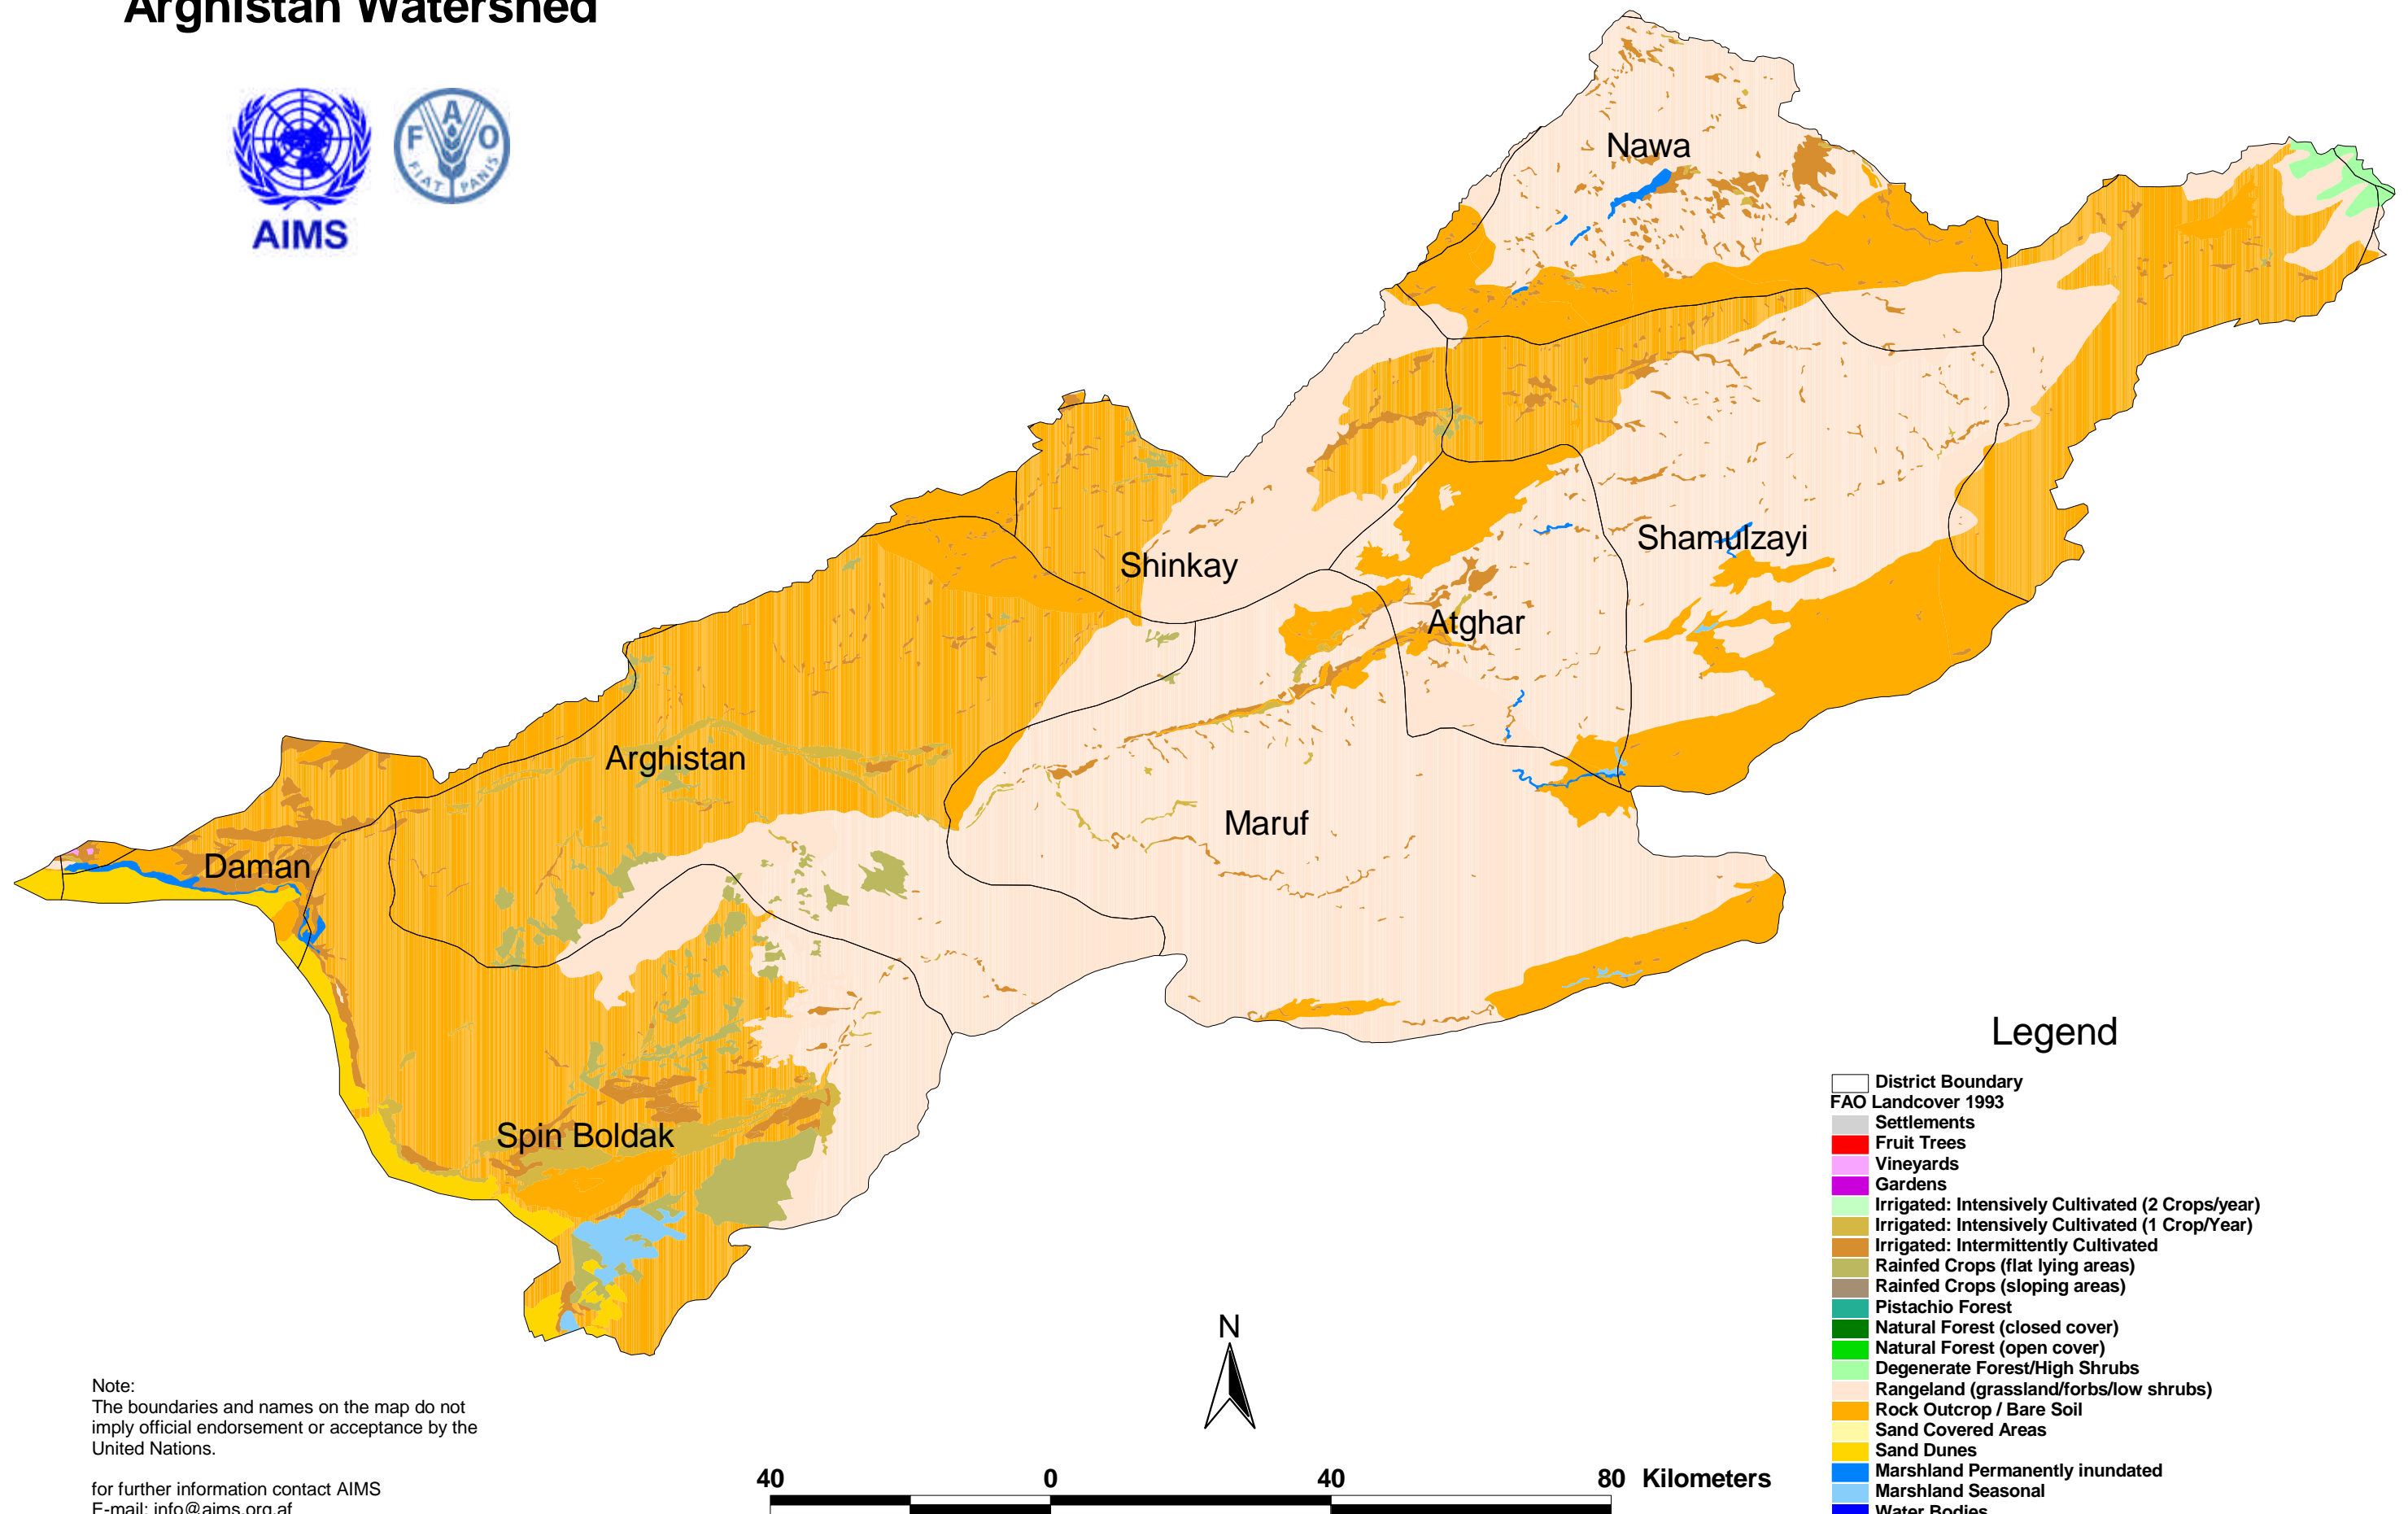 Arghistan Watershed
F A O
FIAT PANIS
AIMS
Nawa
Shinkay
Shamulzayi
Atghar
Arghistan
Maruf
Daman
Spin Boldak
Legend
District Boundary
FAO Landcover 1993
Settlements
Fruit Trees
Vineyards
Gardens
Irrigated: Intensively Cultivated (2 Crops/year)
Irrigated: Intensively Cultivated (1 Crop/Year)
Irrigated: Intermittently Cultivated
Rainfed Crops (flat lying areas)
Rainfed Crops (sloping areas)
Pistachio Forest
Natural Forest (closed cover)
Natural Forest (open cover)
Degenerate Forest/High Shrubs
Rangeland (grassland/forbs/low shrubs)
Rock Outcrop / Bare Soil
Sand Covered Areas
Sand Dunes
Marshland Permanently inundated
Marshland Seasonal
Water Bodies
N
40 0 40 80 Kilometers
Note:
The boundaries and names on the map do not
imply official endorsement or acceptance by the
United Nations.
for further information contact AIMS
E-mail: info@aims.org.af